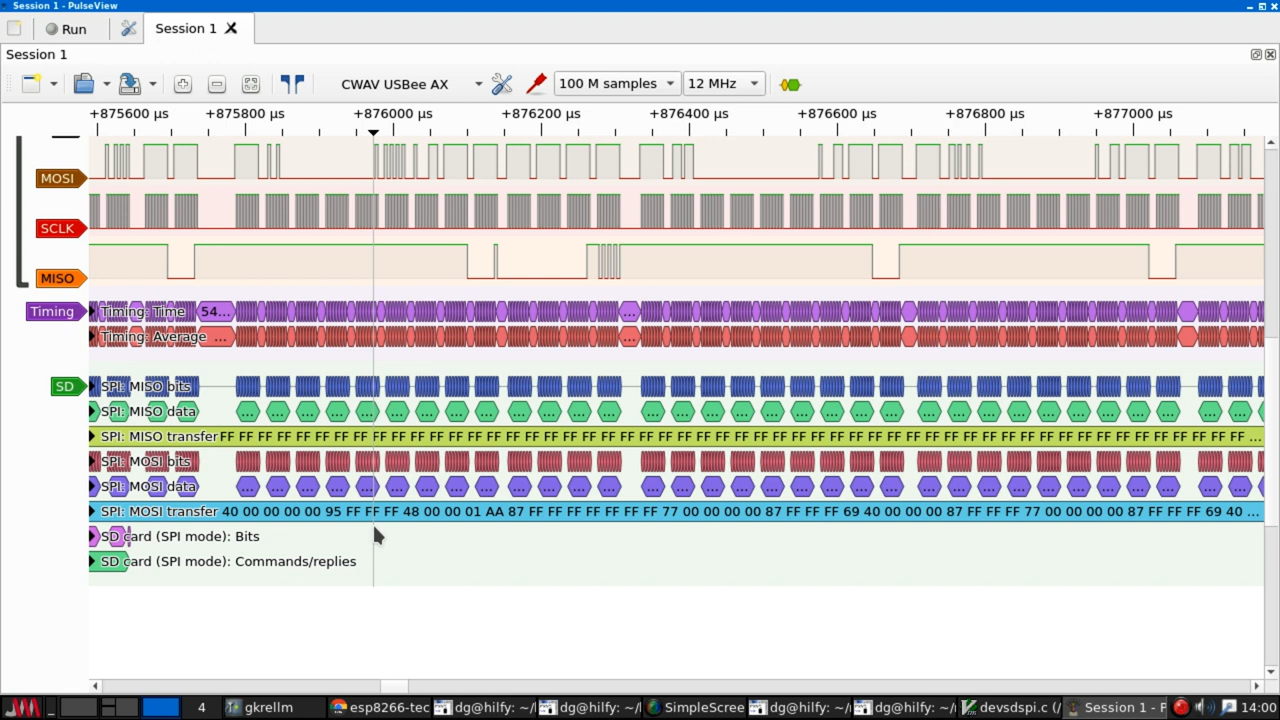 Session 1 - PulseView
Run
Session 1
Session 1
CWAV USBee AX
100 M samples
12 MHz
+875600 µs +875800 µs +876000 µs +876200 µs +876400 µs +876600 µs +876800 µs +877000 µs
MOSI
SCLK
MISO
Timing
Timing: Time 54... ...
Timing: Average ... ...
SD
SPI: MISO bits
SPI: MISO data
SPI: MISO transfer FF FF FF FF FF FF FF FF FF FF FF FF FF FF FF FF FF FF FF FF FF FF FF FF FF FF FF FF FF FF FF FF FF FF FF FF FF FF FF FF ...
SPI: MOSI bits
SPI: MOSI data
SPI: MOSI transfer 40 00 00 00 00 95 FF FF FF 48 00 00 01 AA 87 FF FF FF FF FF FF 77 00 00 00 00 87 FF FF FF 69 40 00 00 00 87 FF FF FF 77 00 00 00 00 87 FF FF FF 69 40 ...
SD card (SPI mode): Bits
SD card (SPI mode): Commands/replies
4
gkrellm
esp8266-tec
dg@hilfy: ~/
dg@hilfy: ~/
SimpleScree
dg@hilfy: ~/
dg@hilfy: ~/
devsdspi.c (/
Session 1 - P
14:00